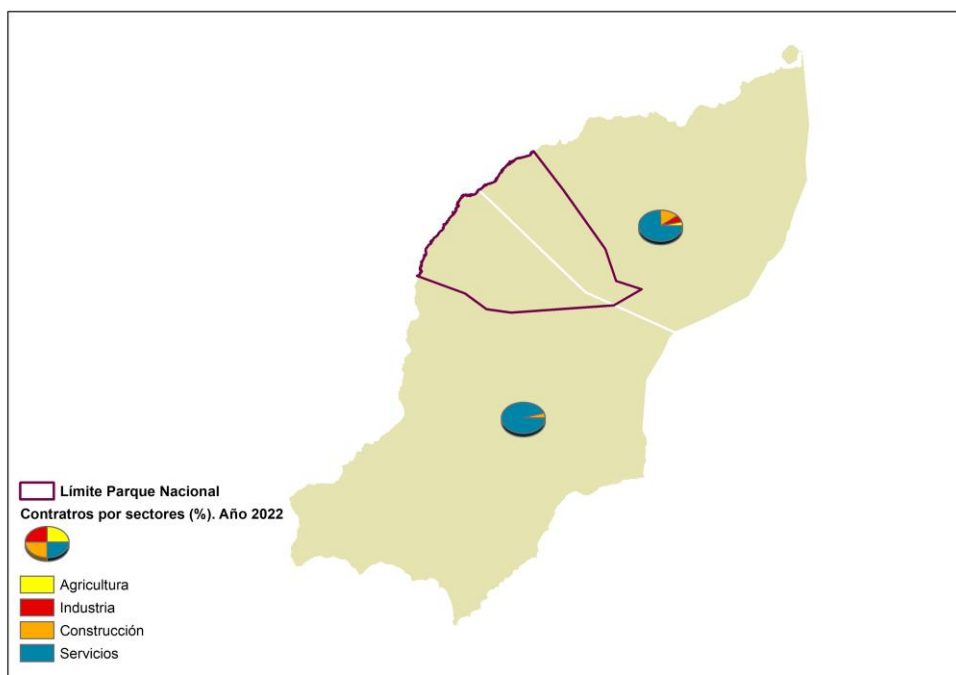 Límite Parque Nacional
Contratros por sectores (%). Año 2022
Agricultura
Industria
Construcción
Servicios